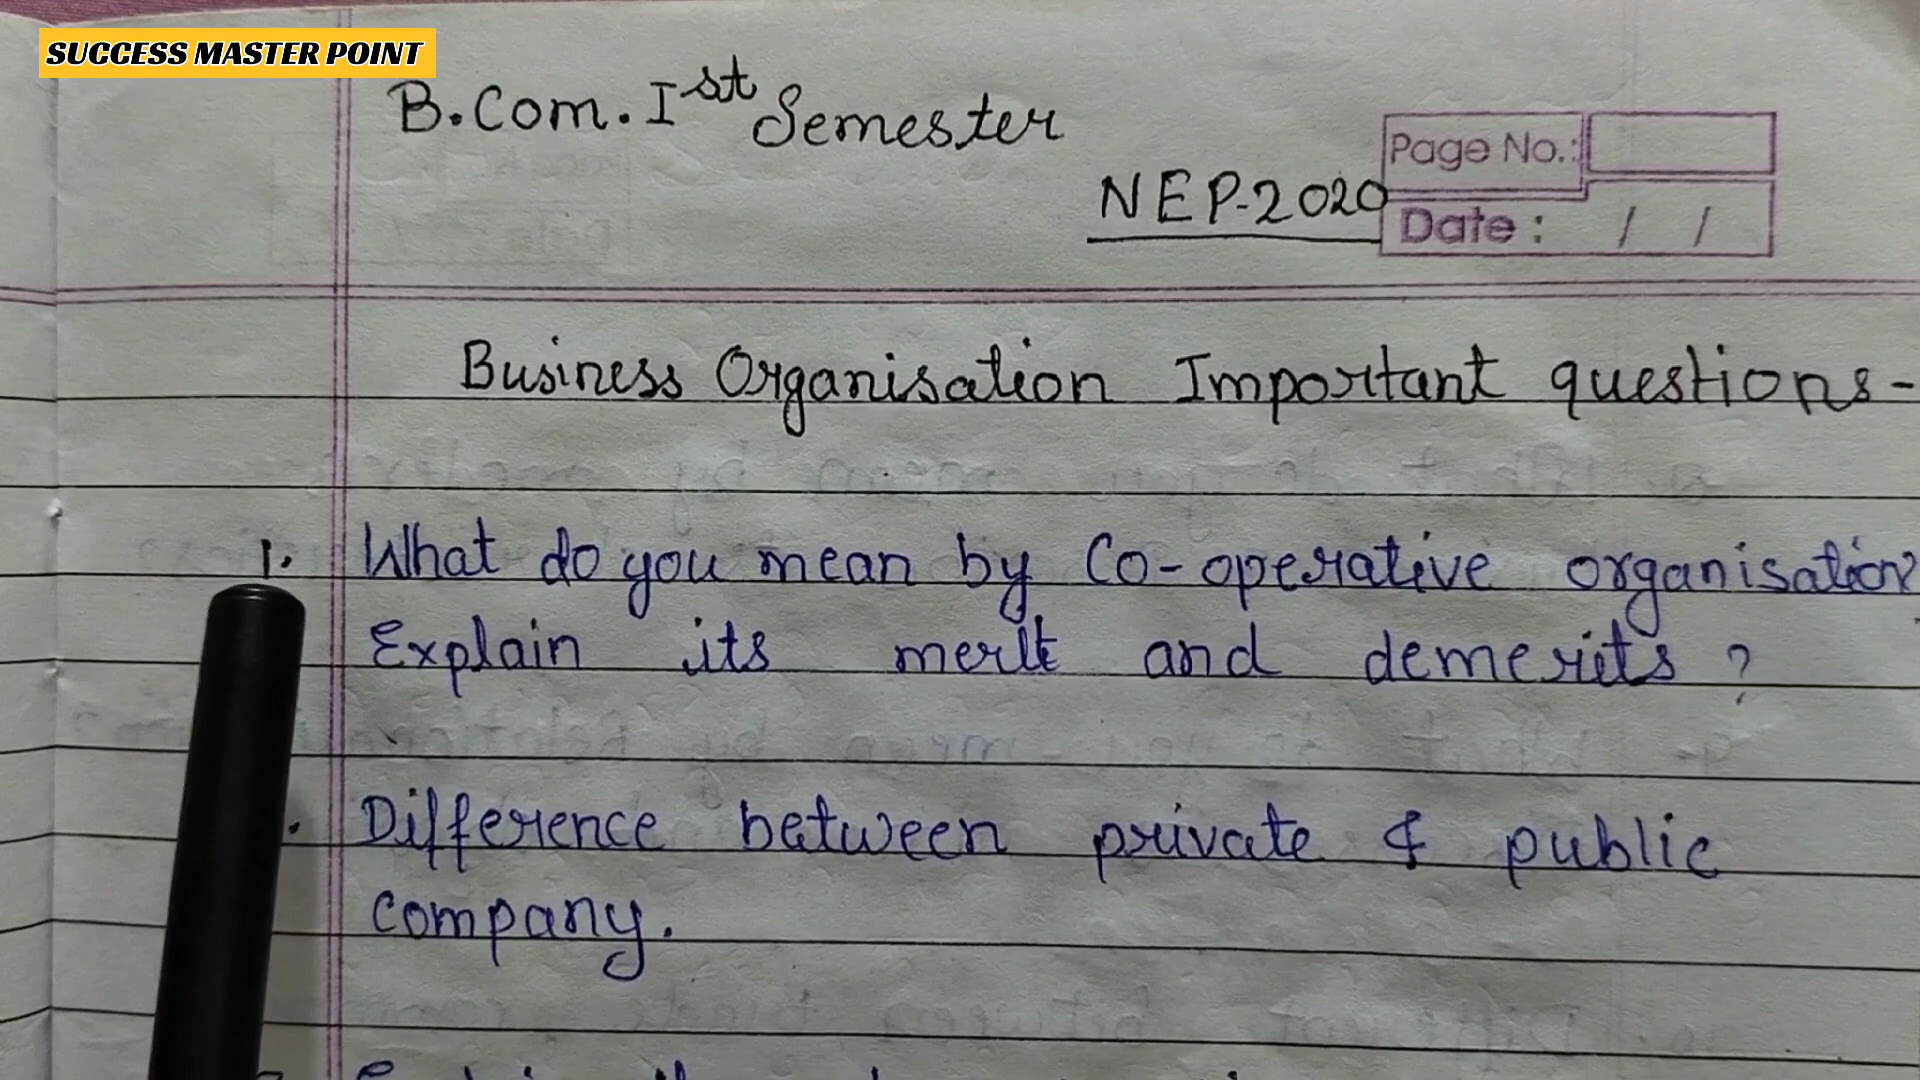 SUCCESS MASTER POINT
B.Com. Ist Semester
NEP-2020
Page No.:
Date : / /
Business Organisation Important questions-
1. What do you mean by Co-operative organisation?
Explain its merit and demerits ?
. Difference between private & public
company.